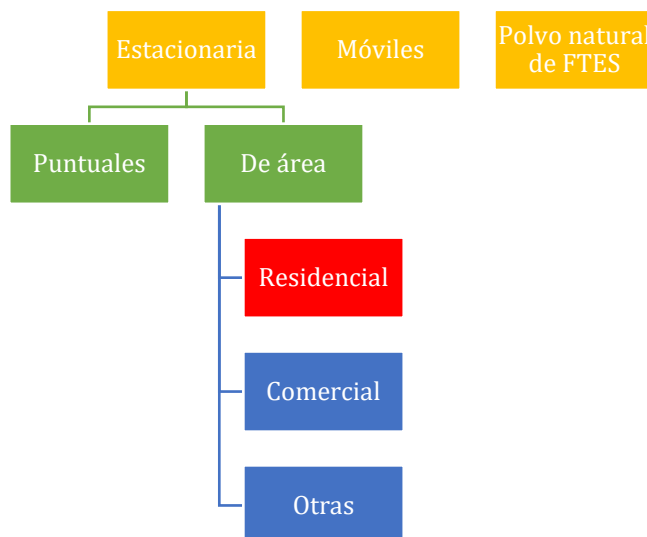 Estacionaria
Móviles
Polvo natural
de FTES
Puntuales
De área
Residencial
Comercial
Otras